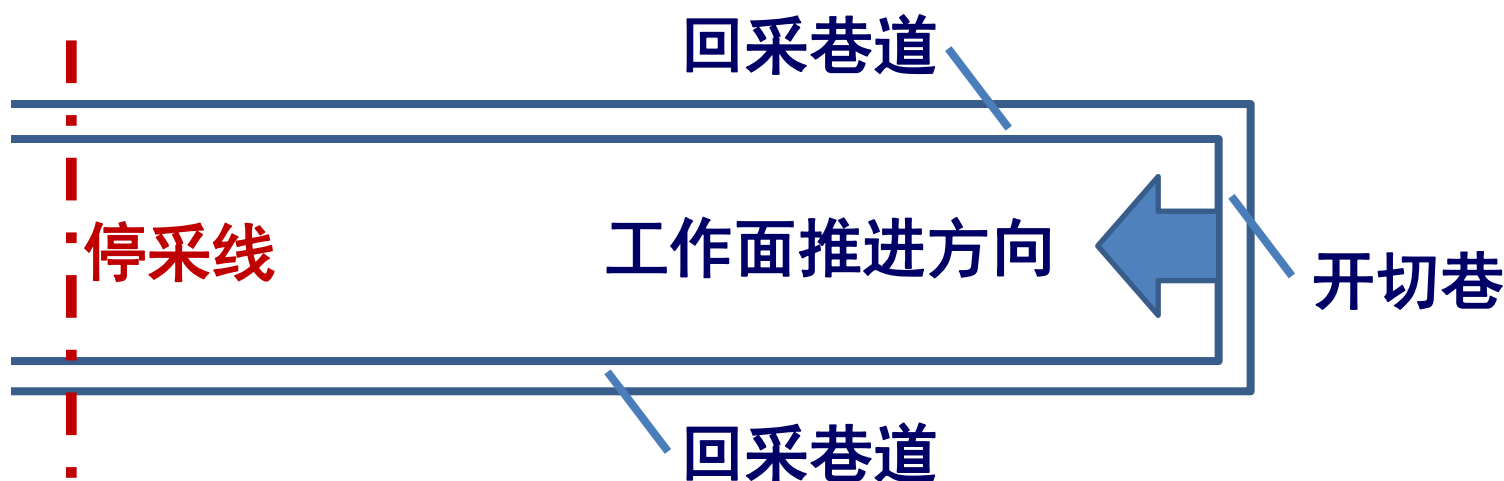 回采巷道
停采线
工作面推进方向
开切巷
回采巷道